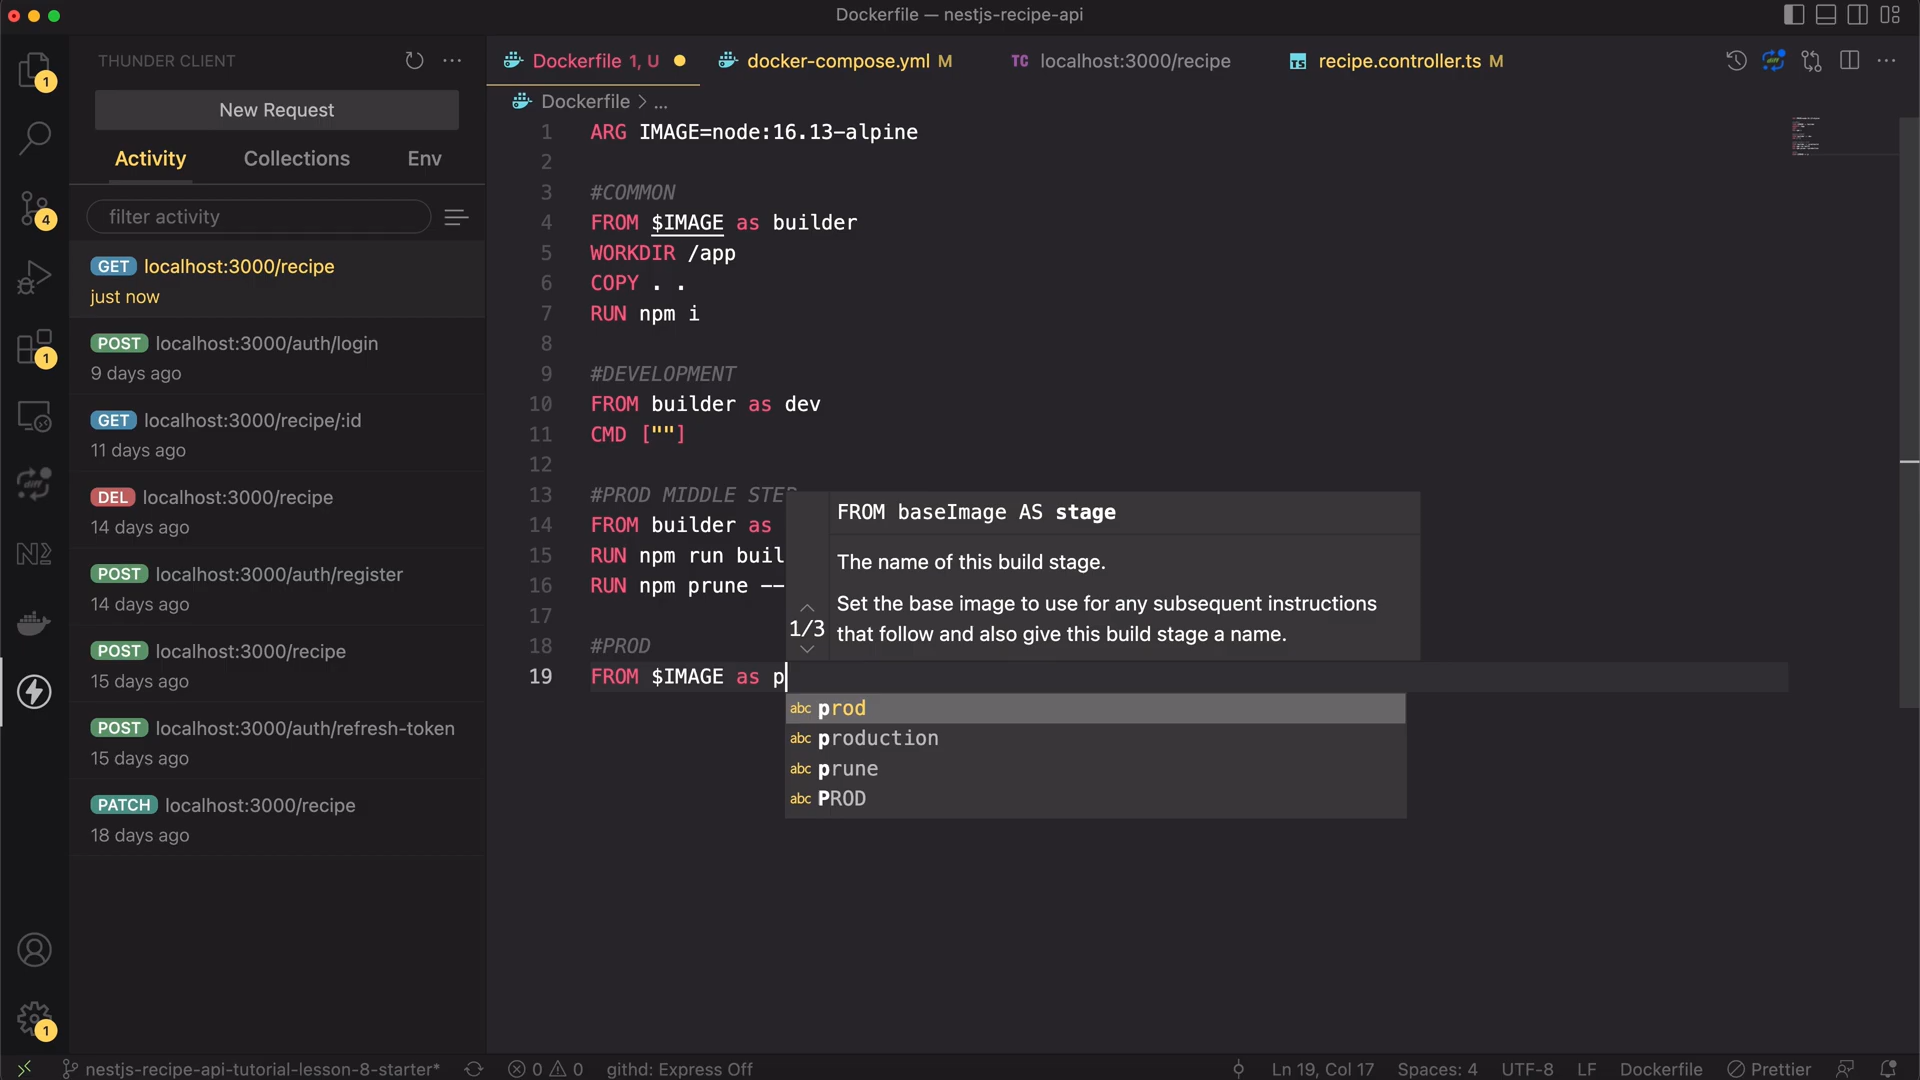 Dockerfile — nestjs-recipe-api
THUNDER CLIENT
New Request
Activity Collections Env
filter activity
GET localhost:3000/recipe
just now
POST localhost:3000/auth/login
9 days ago
GET localhost:3000/recipe/:id
11 days ago
DEL localhost:3000/recipe
14 days ago
POST localhost:3000/auth/register
14 days ago
POST localhost:3000/recipe
15 days ago
POST localhost:3000/auth/refresh-token
15 days ago
PATCH localhost:3000/recipe
18 days ago
1
4
1
1
Dockerfile 1, U docker-compose.yml M TC localhost:3000/recipe TS recipe.controller.ts M
Dockerfile > ...
1 ARG IMAGE=node:16.13-alpine
2
3 #COMMON
4 FROM $IMAGE as builder
5 WORKDIR /app
6 COPY . .
7 RUN npm i
8
9 #DEVELOPMENT
10 FROM builder as dev
11 CMD [""]
12
13 #PROD MIDDLE STEP
14 FROM builder as
15 RUN npm run buil
16 RUN npm prune --
17
18 #PROD
19 FROM $IMAGE as p
FROM baseImage AS stage
The name of this build stage.
Set the base image to use for any subsequent instructions
1/3 that follow and also give this build stage a name.
abc prod
abc production
abc prune
abc PROD
nestjs-recipe-api-tutorial-lesson-8-starter* 0 0 githd: Express Off Ln 19, Col 17 Spaces: 4 UTF-8 LF Dockerfile Prettier